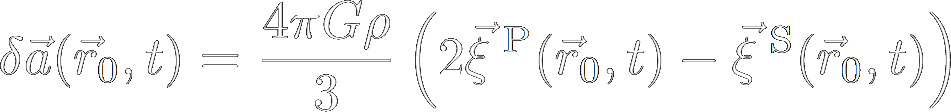 δa⃗(r⃗₀, t) = 4πGρ/3 (2ξ⃗ᴾ(r⃗₀, t) − ξ⃗ˢ(r⃗₀, t))